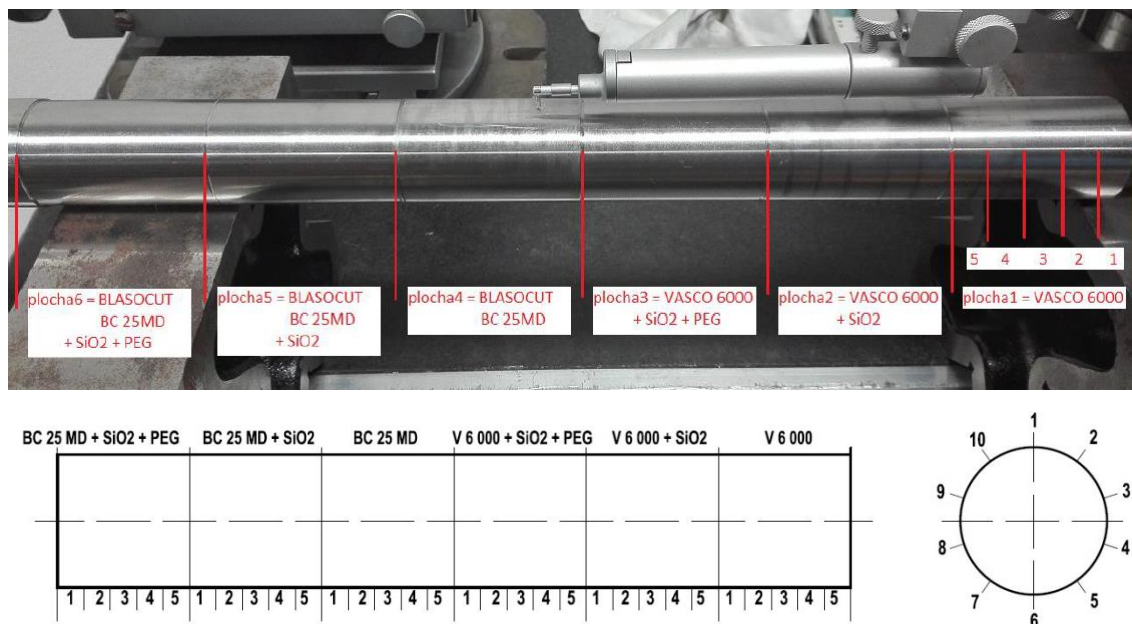 5 4 3 2 1
plocha6 = BLASOCUT
BC 25MD
+ SiO2 + PEG
plocha5 = BLASOCUT
BC 25MD
+ SiO2
plocha4 = BLASOCUT
BC 25MD
plocha3 = VASCO 6000
+ SiO2 + PEG
plocha2 = VASCO 6000
+ SiO2
plocha1 = VASCO 6000
BC 25 MD + SiO2 + PEG
BC 25 MD + SiO2
BC 25 MD
V 6 000 + SiO2 + PEG
V 6 000 + SiO2
V 6 000
1 2 3 4 5 1 2 3 4 5 1 2 3 4 5 1 2 3 4 5 1 2 3 4 5 1 2 3 4 5
1
10 2
9 3
8 4
7 5
6